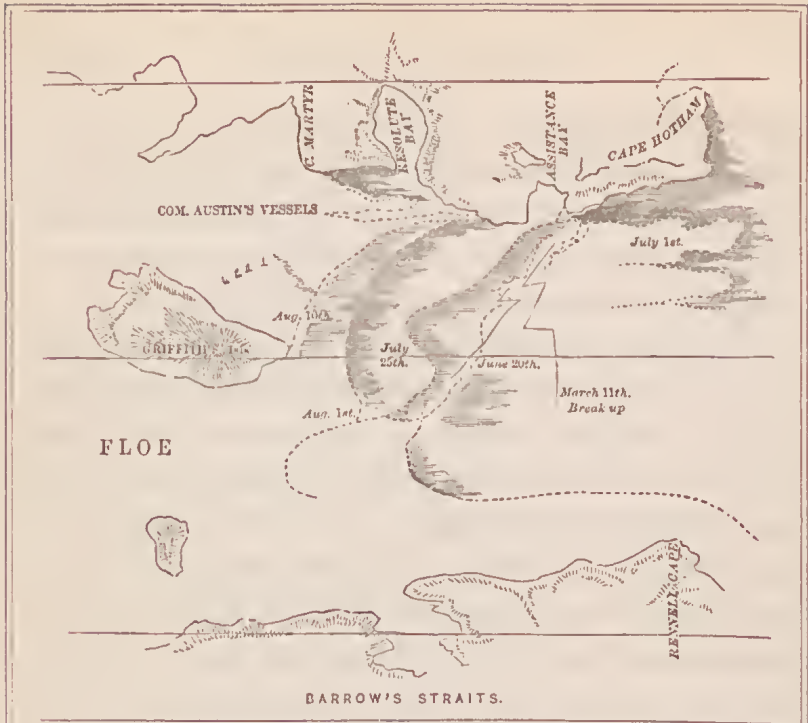 C. MARTYR
RESOLUTE
BAY
ASSISTANCE
BAY
CAPE HOTHAM
COM. AUSTIN'S VESSELS
July 1st.
Aug. 10th.
GRIFFITH'S Isle
July
25th.
June 20th.
March 11th.
Break up
Aug. 1st.
FLOE
RENNELL CAPE
BARROW'S STRAITS.